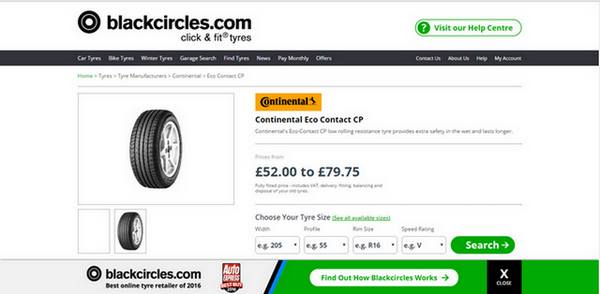 blackcircles.com
click & fit® tyres
? Visit our Help Centre
Car Tyres Bike Tyres Winter Tyres Garage Search Find Tyres News Pay Monthly Offers Contact Us About Us Help My Account
Home > Tyres > Tyre Manufacturers > Continental > Eco Contact CP
Continental
Continental Eco Contact CP
Continental's Eco-Contact CP low rolling resistance tyre provides extra safety in the wet and lasts longer.
Prices from
£52.00 to £79.75
Fully fitted price - includes VAT, delivery, fitting, balancing and
disposal of your old tyres.
Choose Your Tyre Size (See all available sizes)
Width Profile Rim Size Speed Rating
e.g. 205 e.g. 55 e.g. R16 e.g. V Search
blackcircles.com
Best online tyre retailer of 2016
Auto
EXPRESS
BEST BUY
2016
Find Out How Blackcircles Works
X
CLOSE